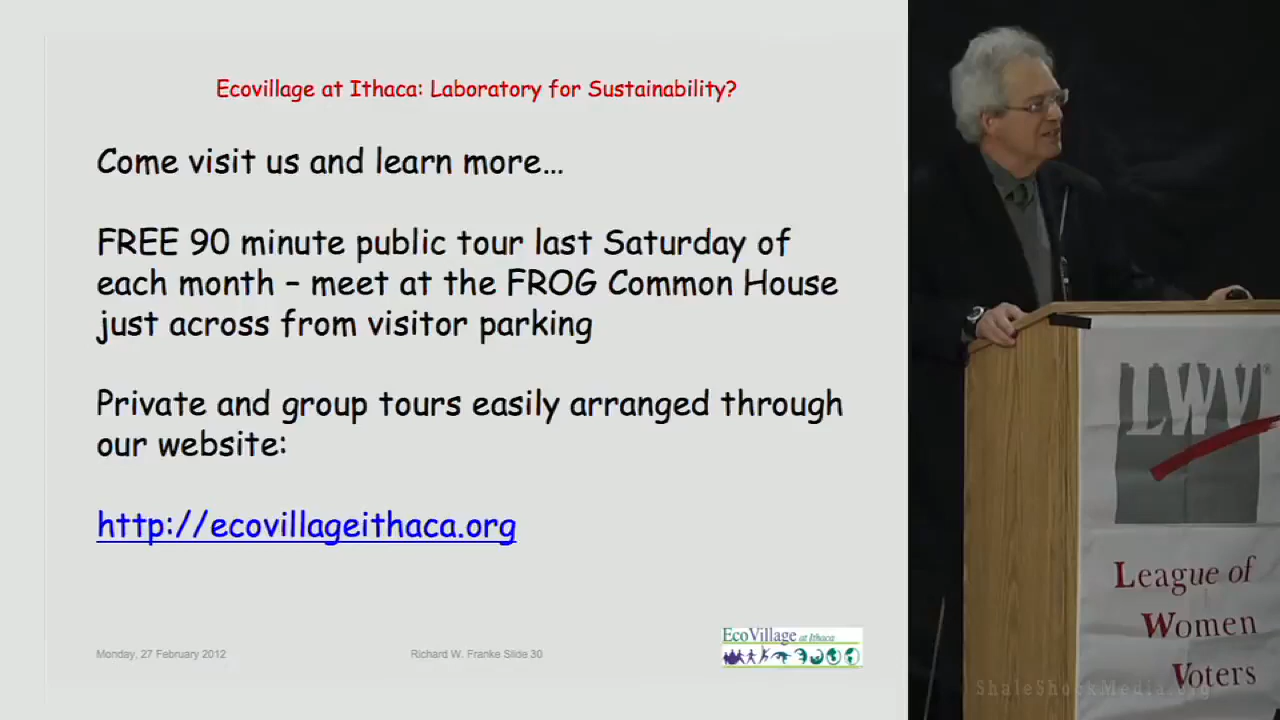 Ecovillage at Ithaca: Laboratory for Sustainability?
Come visit us and learn more…
FREE 90 minute public tour last Saturday of
each month – meet at the FROG Common House
just across from visitor parking
Private and group tours easily arranged through
our website:
http://ecovillageithaca.org
Monday, 27 February 2012
Richard W. Franke Slide 30
EcoVillage at Ithaca
LWV®
League of
Women
Voters
ShaleShockMedia.org